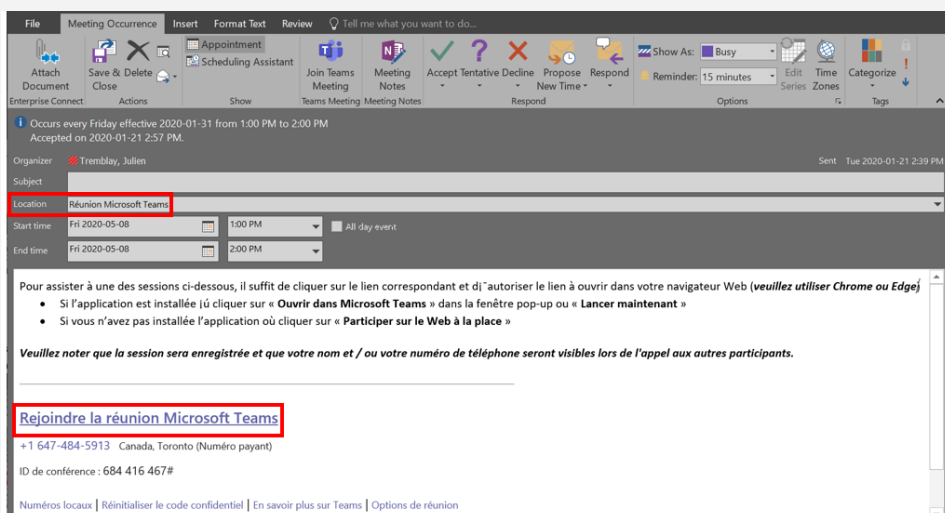 File Meeting Occurrence Insert Format Text Review Tell me what you want to do...
Attach Document
Save & Close
Delete
Appointment
Scheduling Assistant
Join Teams Meeting
Meeting Notes
Accept Tentative Decline Propose New Time Respond
Show As: Busy
Reminder: 15 minutes
Edit Series
Time Zones
Categorize
Enterprise Connect Actions Show Teams Meeting Meeting Notes Respond Options Tags
Occurs every Friday effective 2020-01-31 from 1:00 PM to 2:00 PM
Accepted on 2020-01-21 2:57 PM.
Organizer Tremblay, Julien Sent Tue 2020-01-21 2:39 PM
Subject
Location Réunion Microsoft Teams
Start time Fri 2020-05-08 1:00 PM All day event
End time Fri 2020-05-08 2:00 PM
Pour assister à une des sessions ci-dessous, il suffit de cliquer sur le lien correspondant et d¡¯autoriser le lien à ouvrir dans votre navigateur Web (veuillez utiliser Chrome ou Edge)
• Si l’application est installée ¡ú cliquer sur « Ouvrir dans Microsoft Teams » dans la fenêtre pop-up ou « Lancer maintenant »
• Si vous n’avez pas installée l’application où cliquer sur « Participer sur le Web à la place »
Veuillez noter que la session sera enregistrée et que votre nom et / ou votre numéro de téléphone seront visibles lors de l'appel aux autres participants.
Rejoindre la réunion Microsoft Teams
+1 647-484-5913 Canada, Toronto (Numéro payant)
ID de conférence : 684 416 467#
Numéros locaux | Réinitialiser le code confidentiel | En savoir plus sur Teams | Options de réunion